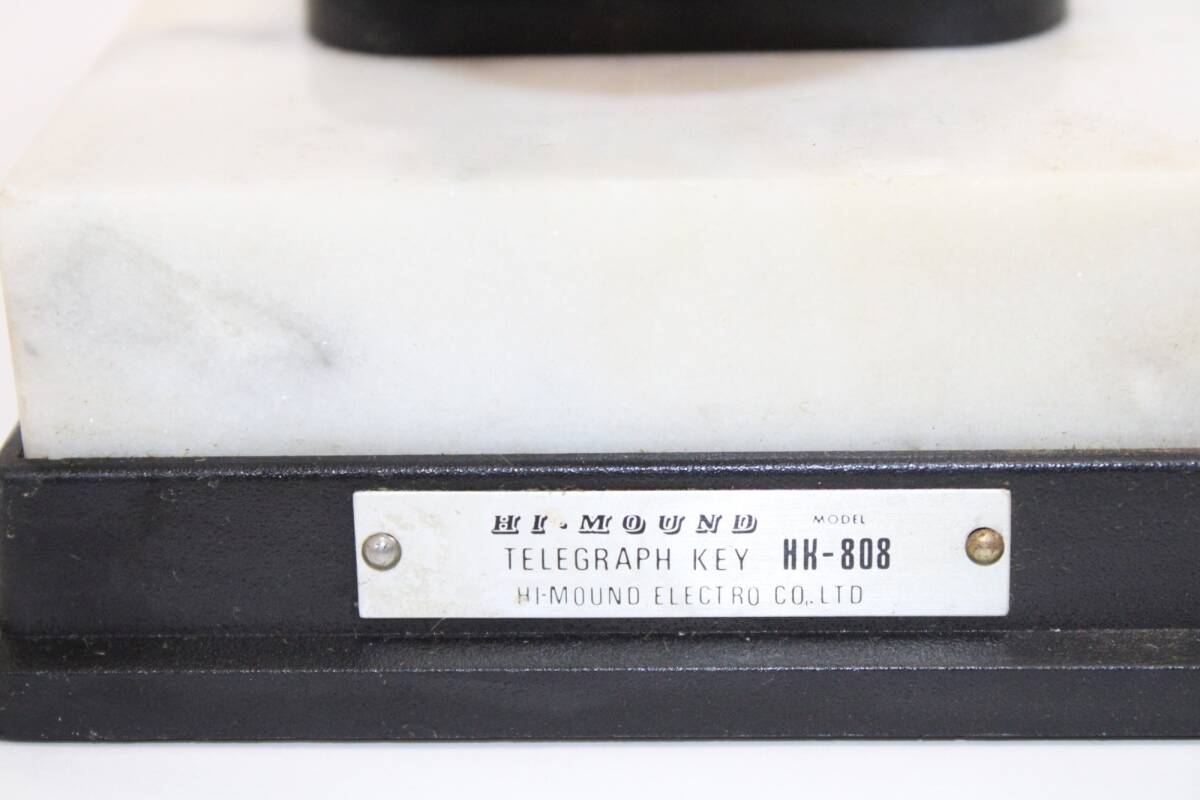 HI-MOUND MODEL
TELEGRAPH KEY HK-808
HI-MOUND ELECTRO CO,.LTD